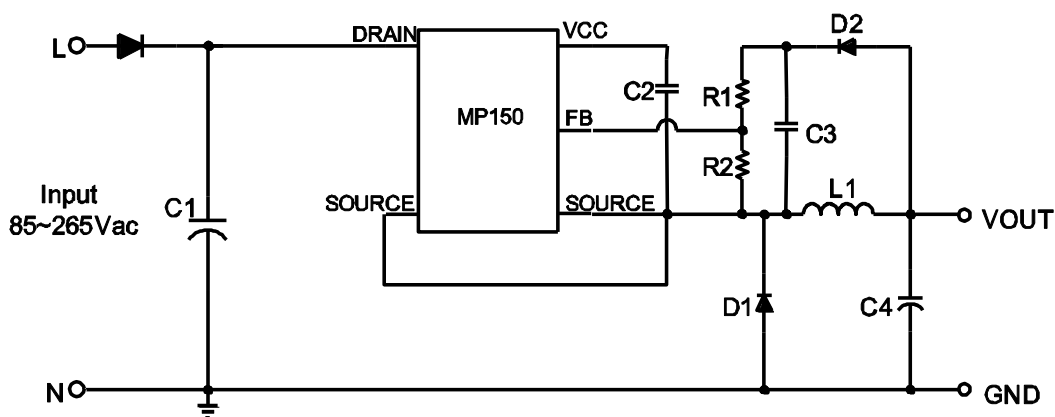 L
DRAIN
VCC
D2
C2
R1
MP150
FB
C3
R2
Input
85~265Vac
C1
SOURCE
SOURCE
L1
VOUT
D1
C4
N
GND